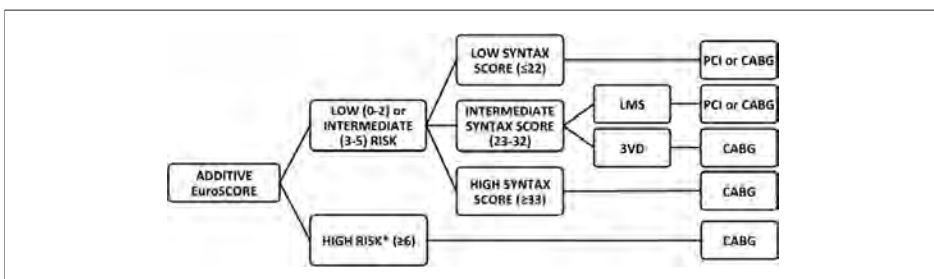 LOW SYNTAX
SCORE (≤22)
PCI or CABG
LOW (0-2) or
INTERMEDIATE
(3-5) RISK
INTERMEDIATE
SYNTAX SCORE
(23-32)
LMS
PCI or CABG
3VD
CABG
ADDITIVE
EuroSCORE
HIGH SYNTAX
SCORE (≥33)
CABG
HIGH RISK* (≥6)
CABG